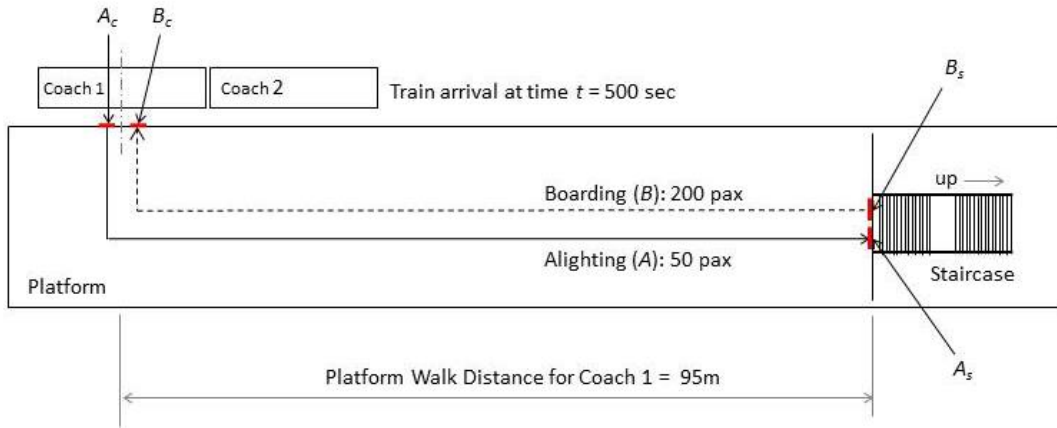 A_c
B_c
B_s
Coach 1
Coach 2
Train arrival at time t = 500 sec
up
Boarding (B): 200 pax
Alighting (A): 50 pax
Staircase
Platform
Platform Walk Distance for Coach 1 = 95m
A_s